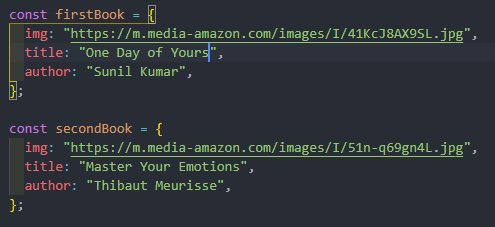 const firstBook = {
img: "https://m.media-amazon.com/images/I/41KcJ8AX9SL.jpg",
title: "One Day of Yours",
author: "Sunil Kumar",
};
const secondBook = {
img: "https://m.media-amazon.com/images/I/51n-q69gn4L.jpg",
title: "Master Your Emotions",
author: "Thibaut Meurisse",
};